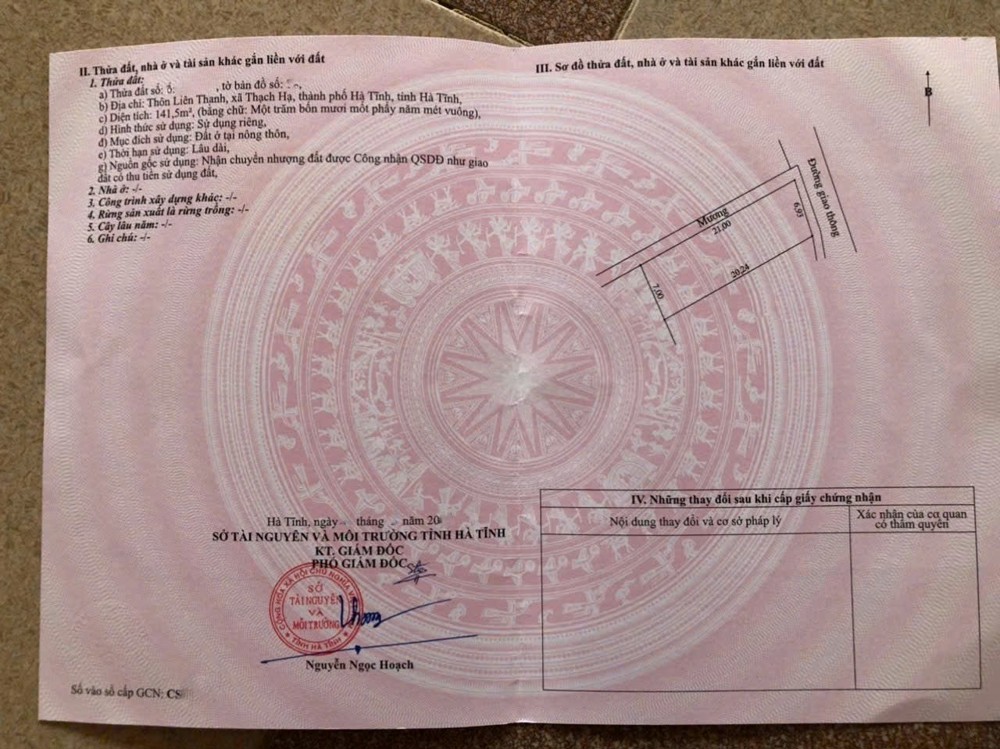 II. Thửa đất, nhà ở và tài sản khác gắn liền với đất
1. Thửa đất:
a) Thửa đất số: , tờ bản đồ số:
b) Địa chỉ: Thôn Liên Thanh, xã Thạch Hạ, thành phố Hà Tĩnh, tỉnh Hà Tĩnh,
c) Diện tích: 141,5m², (bằng chữ: Một trăm bốn mươi mốt phẩy năm mét vuông),
d) Hình thức sử dụng: Sử dụng riêng,
đ) Mục đích sử dụng: Đất ở tại nông thôn,
e) Thời hạn sử dụng: Lâu dài,
g) Nguồn gốc sử dụng: Nhận chuyển nhượng đất được Công nhận QSDĐ như giao
đất có thu tiền sử dụng đất,
2. Nhà ở: -/-
3. Công trình xây dựng khác: -/-
4. Rừng sản xuất là rừng trồng: -/-
5. Cây lâu năm: -/-
6. Ghi chú: -/-
Hà Tĩnh, ngày tháng năm 20
SỞ TÀI NGUYÊN VÀ MÔI TRƯỜNG TỈNH HÀ TĨNH
KT. GIÁM ĐỐC
PHÓ GIÁM ĐỐC
CỘNG HÒA XÃ HỘI CHỦ NGHĨA
SỞ
TÀI NGUYÊN
VÀ
MÔI TRƯỜNG
TỈNH HÀ TĨNH
Nguyễn Ngọc Hoạch
Số vào sổ cấp GCN: CS
III. Sơ đồ thửa đất, nhà ở và tài sản khác gắn liền với đất
B
Đường giao thông
Mương
21,00
6,93
20,24
7,00
IV. Những thay đổi sau khi cấp giấy chứng nhận
Nội dung thay đổi và cơ sở pháp lý
Xác nhận của cơ quan
có thẩm quyền